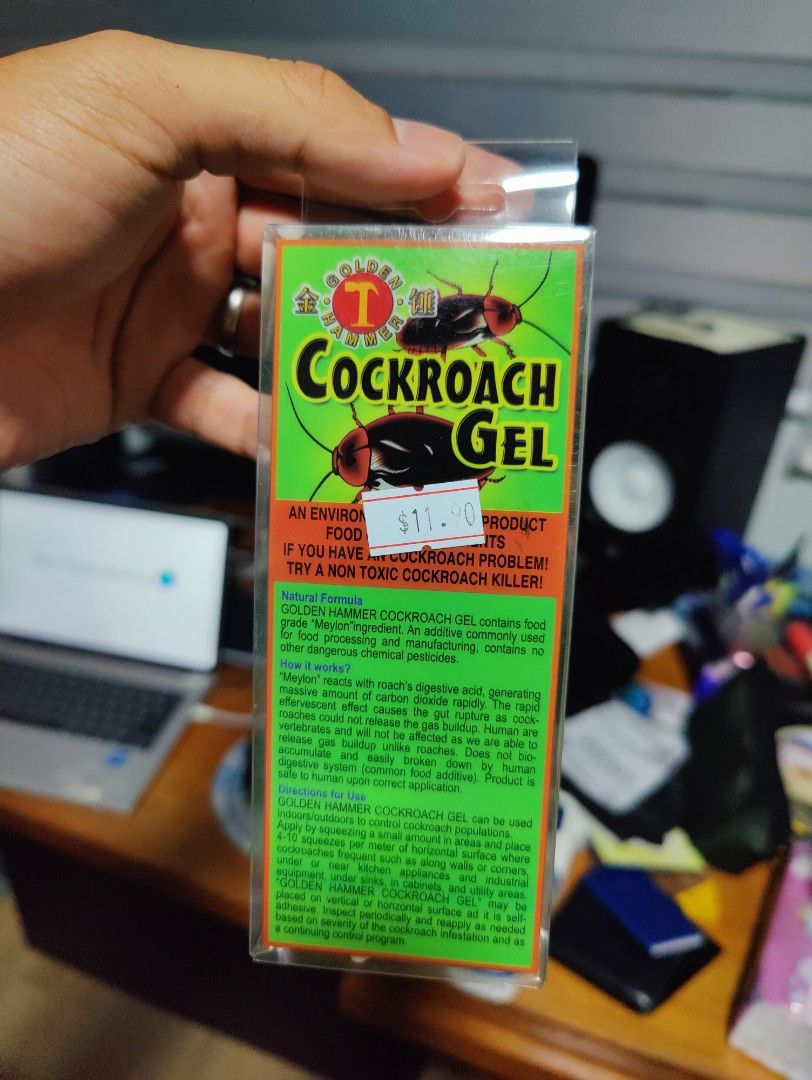 GOLDEN
金 T 錘
HAMMER
COCKROACH
GEL
$11.90
AN ENVIRON PRODUCT
FOOD NTS
IF YOU HAVE AN COCKROACH PROBLEM!
TRY A NON TOXIC COCKROACH KILLER!
Natural Formula
GOLDEN HAMMER COCKROACH GEL contains food
grade "Meylon"ingredient. An additive commonly used
for food processing and manufacturing, contains no
other dangerous chemical pesticides.
How it works?
"Meylon" reacts with roach's digestive acid, generating
massive amount of carbon dioxide rapidly. The rapid
effervescent effect causes the gut rupture as cock-
roaches could not release the gas buildup. Human are
vertebrates and will not be affected as we are able to
release gas buildup unlike roaches. Does not bio-
accumulate and easily broken down by human
digestive system (common food additive). Product is
safe to human upon correct application.
Directions for Use
GOLDEN HAMMER COCKROACH GEL can be used
indoors/outdoors to control cockroach populations.
Apply by squeezing a small amount in areas and place
4-10 squeezes per meter of horizontal surface where
cockroaches frequent such as along walls or corners,
under or near kitchen appliances and industrial
equipment, under sinks, in cabinets, and utility areas.
"GOLDEN HAMMER COCKROACH GEL" may be
placed on vertical or horizontal surface ad it is self-
adhesive. Inspect periodically and reapply as needed
based on severity of the cockroach infestation and as
a continuing control program.